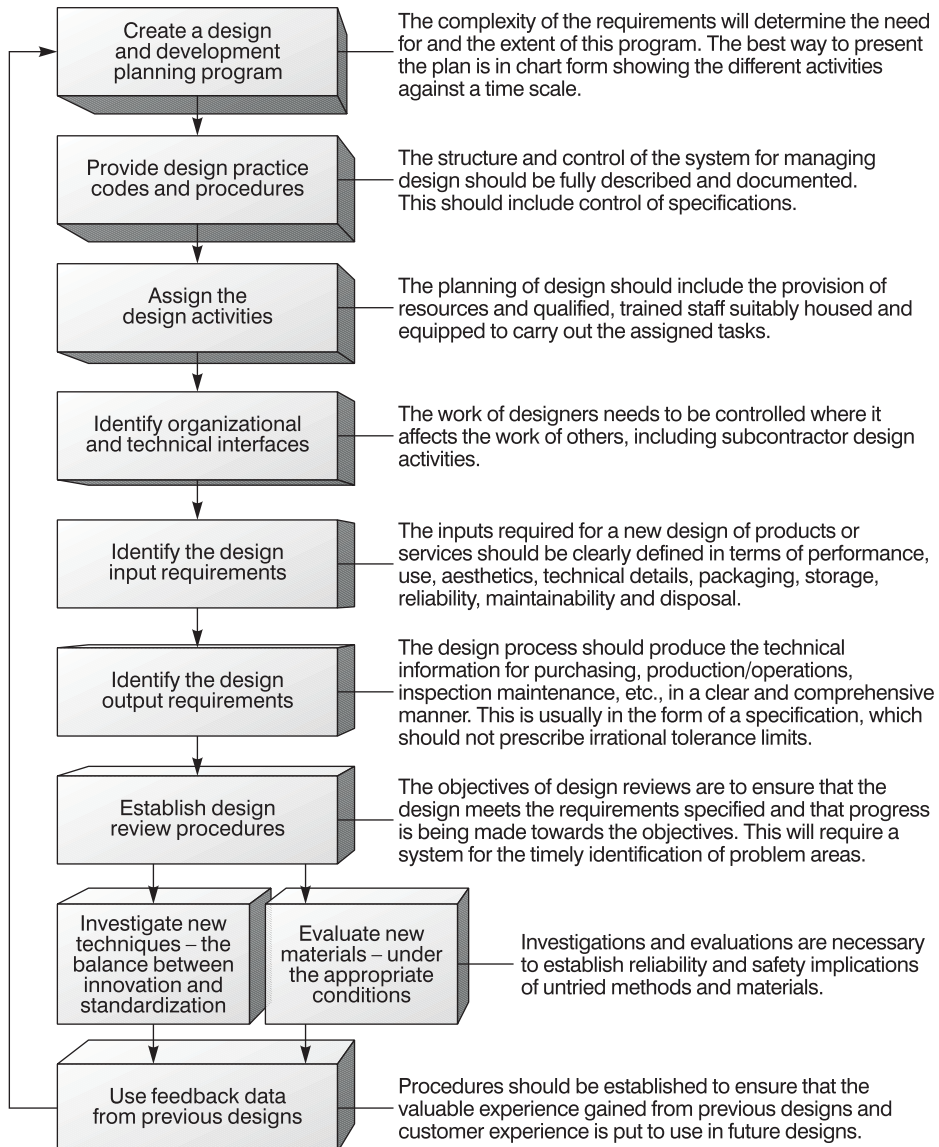 Create a design
and development
planning program
The complexity of the requirements will determine the need
for and the extent of this program. The best way to present
the plan is in chart form showing the different activities
against a time scale.
Provide design practice
codes and procedures
The structure and control of the system for managing
design should be fully described and documented.
This should include control of specifications.
Assign the
design activities
The planning of design should include the provision of
resources and qualified, trained staff suitably housed and
equipped to carry out the assigned tasks.
Identify organizational
and technical interfaces
The work of designers needs to be controlled where it
affects the work of others, including subcontractor design
activities.
Identify the design
input requirements
The inputs required for a new design of products or
services should be clearly defined in terms of performance,
use, aesthetics, technical details, packaging, storage,
reliability, maintainability and disposal.
Identify the design
output requirements
The design process should produce the technical
information for purchasing, production/operations,
inspection maintenance, etc., in a clear and comprehensive
manner. This is usually in the form of a specification, which
should not prescribe irrational tolerance limits.
Establish design
review procedures
The objectives of design reviews are to ensure that the
design meets the requirements specified and that progress
is being made towards the objectives. This will require a
system for the timely identification of problem areas.
Investigate new
techniques – the
balance between
innovation and
standardization
Evaluate new
materials – under
the appropriate
conditions
Investigations and evaluations are necessary
to establish reliability and safety implications
of untried methods and materials.
Use feedback data
from previous designs
Procedures should be established to ensure that the
valuable experience gained from previous designs and
customer experience is put to use in future designs.